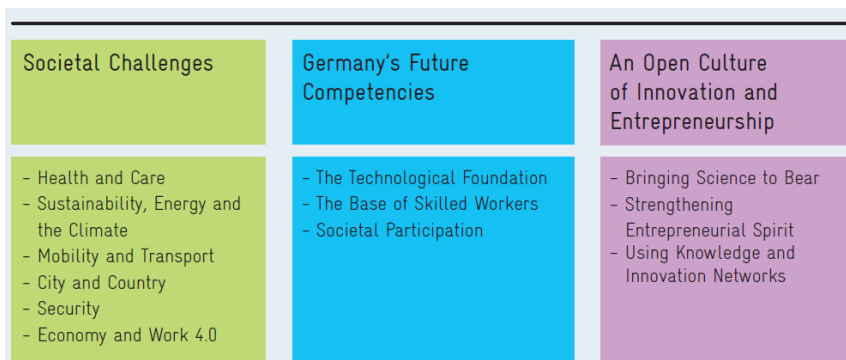 Societal Challenges
- Health and Care
- Sustainability, Energy and
the Climate
- Mobility and Transport
- City and Country
- Security
- Economy and Work 4.0
Germany's Future
Competencies
- The Technological Foundation
- The Base of Skilled Workers
- Societal Participation
An Open Culture
of Innovation and
Entrepreneurship
- Bringing Science to Bear
- Strengthening
Entrepreneurial Spirit
- Using Knowledge and
Innovation Networks